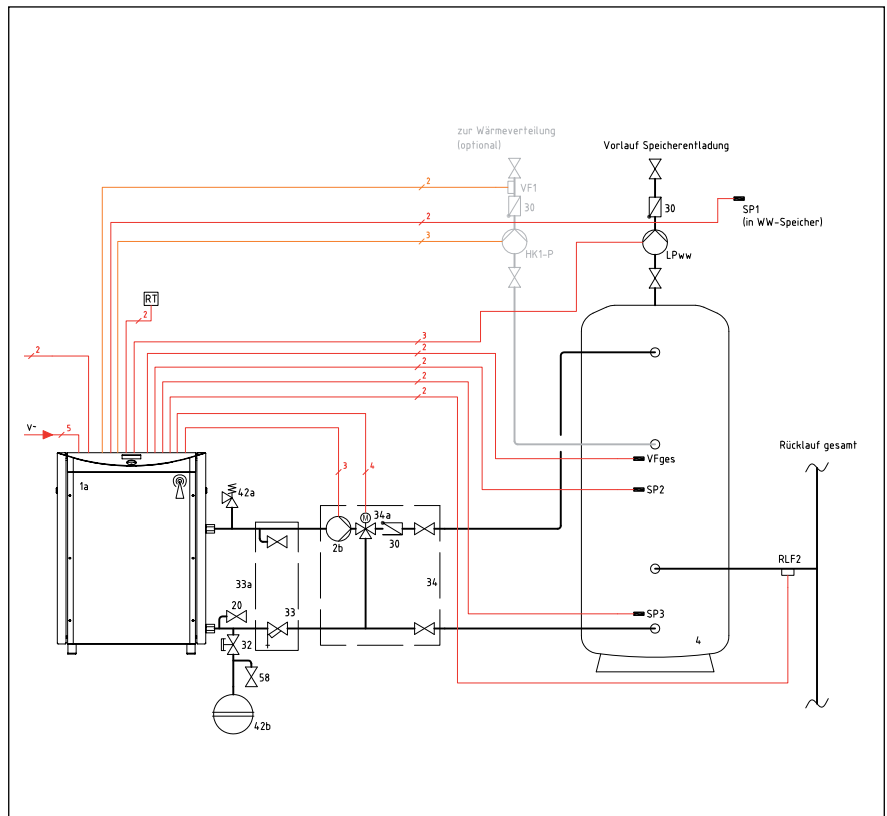 zur Wärmeverteilung
(optional)
Vorlauf Speicherentladung
2
VF1
30
30
2
SP1
(in WW-Speicher)
3
HK1-P
LPww
RT
2
3
2
2
2
2
2
V~
5
Rücklauf gesamt
VFges
1a
3
4
42a
SP2
34a
M
2b
30
RLF2
33a
34
20
33
SP3
32
+
4
58
42b